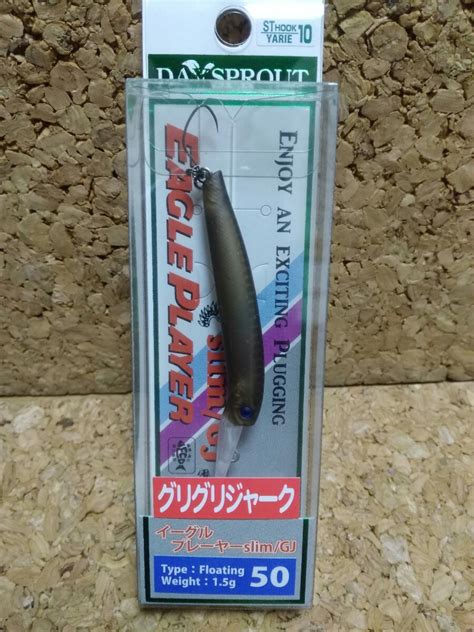 ST HOOK
YARIE 10
DAYSPROUT
ENJOY AN EXCITING PLUGGING
EAGLE PLAYER
slim/GJ
グリグリジャーク
イーグル
プレーヤーslim/GJ
Type : Floating
Weight : 1.5g
50